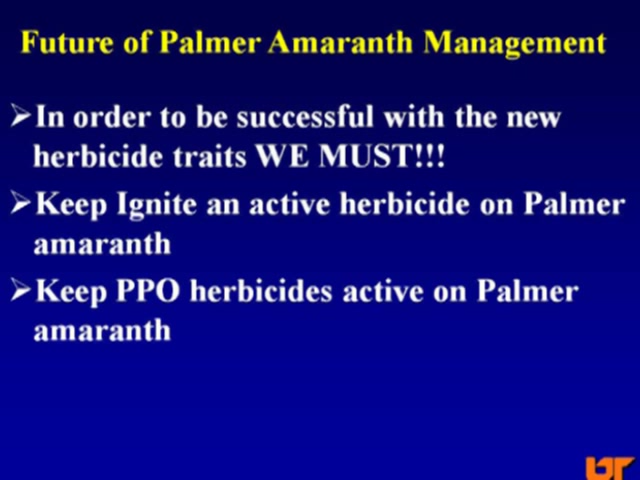 Future of Palmer Amaranth Management
➢In order to be successful with the new
herbicide traits WE MUST!!!
➢Keep Ignite an active herbicide on Palmer
amaranth
➢Keep PPO herbicides active on Palmer
amaranth
UT